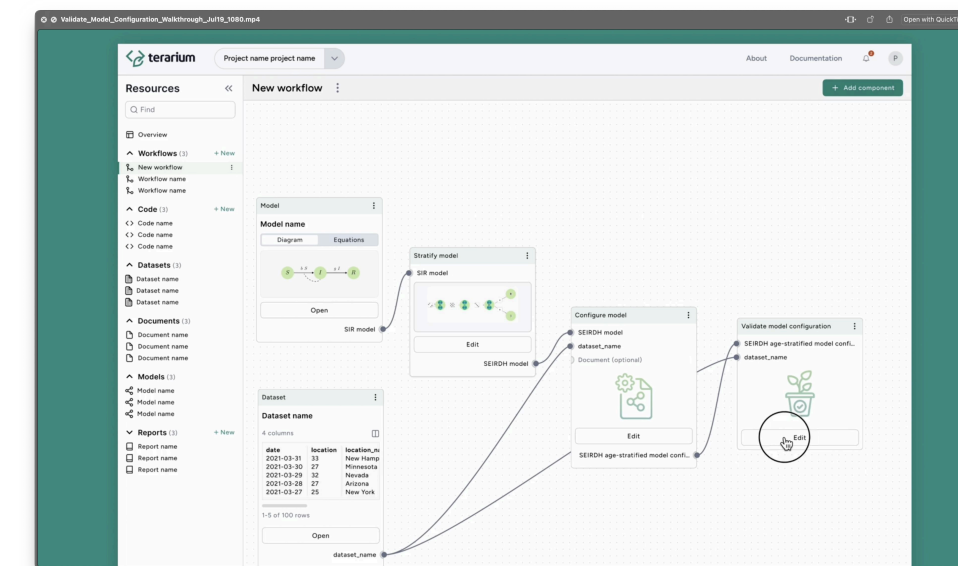 Validate_Model_Configuration_Walkthrough_Jul19_1080.mp4
Open with QuickTi
terarium
Project name project name
About
Documentation
P
Resources
New workflow
+ Add component
Find
Overview
Workflows (3)
+ New
New workflow
Workflow name
Workflow name
Code (3)
+ New
Code name
Code name
Code name
Datasets (3)
Dataset name
Dataset name
Dataset name
Documents (3)
Document name
Document name
Document name
Models (3)
Model name
Model name
Model name
Reports (3)
+ New
Report name
Report name
Report name
Model
Model name
Diagram Equations
S I R
Open
SIR model
Stratify model
SIR model
Edit
SEIRDH model
Dataset
Dataset name
4 columns
date location location_na
2021-03-31 33 New Hamp
2021-03-30 27 Minnesota
2021-03-29 32 Nevada
2021-03-28 27 Arizona
2021-03-27 25 New York
1-5 of 100 rows
Open
dataset_name
Configure model
SEIRDH model
dataset_name
Document (optional)
Edit
SEIRDH age-stratified model confi...
Validate model configuration
SEIRDH age-stratified model confi...
dataset_name
Edit